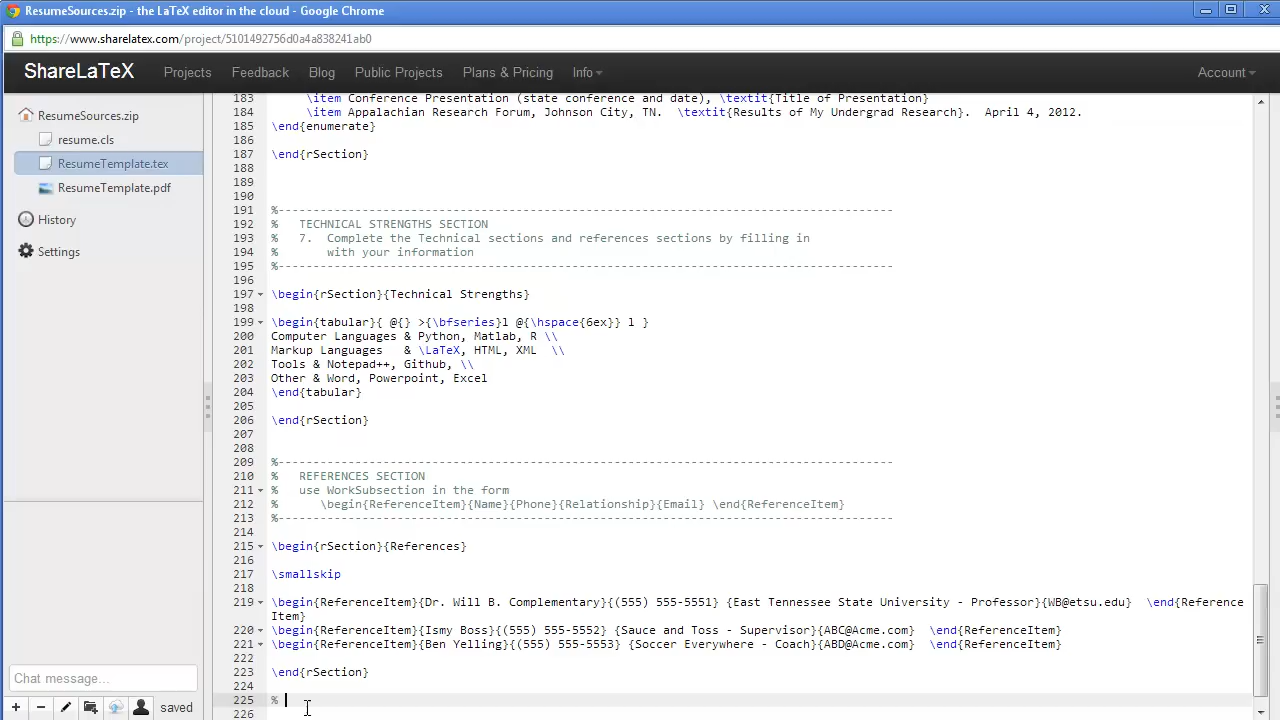 ResumeSources.zip - the LaTeX editor in the cloud - Google Chrome
https://www.sharelatex.com/project/5101492756d0a4a838241ab0
ShareLaTeX Projects Feedback Blog Public Projects Plans & Pricing Info Account
ResumeSources.zip
resume.cls
ResumeTemplate.tex
ResumeTemplate.pdf
History
Settings
183 \item Conference Presentation (state conference and date), \textit{Title of Presentation}
184 \item Appalachian Research Forum, Johnson City, TN.  \textit{Results of My Undergrad Research}.  April 4, 2012.
185 \end{enumerate}
186
187 \end{rSection}
188
189
190
191 %----------------------------------------------------------------------------------------
192 %   TECHNICAL STRENGTHS SECTION
193 %   7.  Complete the Technical sections and references sections by filling in
194 %       with your information
195 %----------------------------------------------------------------------------------------
196
197 \begin{rSection}{Technical Strengths}
198
199 \begin{tabular}{ @{} >{\bfseries}l @{\hspace{6ex}} l }
200 Computer Languages & Python, Matlab, R \\
201 Markup Languages   & \LaTeX, HTML, XML  \\
202 Tools & Notepad++, Github, \\
203 Other & Word, Powerpoint, Excel
204 \end{tabular}
205
206 \end{rSection}
207
208
209 %----------------------------------------------------------------------------------------
210 %   REFERENCES SECTION
211 %   use WorkSubsection in the form
212 %      \begin{ReferenceItem}{Name}{Phone}{Relationship}{Email} \end{ReferenceItem}
213 %----------------------------------------------------------------------------------------
214
215 \begin{rSection}{References}
216
217 \smallskip
218
219 \begin{ReferenceItem}{Dr. Will B. Complementary}{(555) 555-5551} {East Tennessee State University - Professor}{WB@etsu.edu}  \end{Reference
Item}
220 \begin{ReferenceItem}{Ismy Boss}{(555) 555-5552} {Sauce and Toss - Supervisor}{ABC@Acme.com}  \end{ReferenceItem}
221 \begin{ReferenceItem}{Ben Yelling}{(555) 555-5553} {Soccer Everywhere - Coach}{ABD@Acme.com}  \end{ReferenceItem}
222
223 \end{rSection}
224
225 %
226
Chat message...
saved